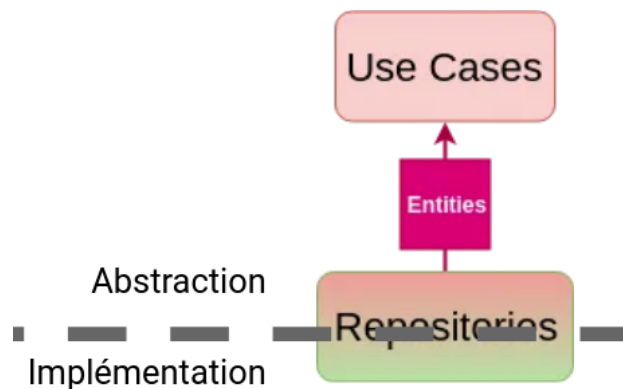 Use Cases
Entities
Abstraction
Repositories
Implémentation